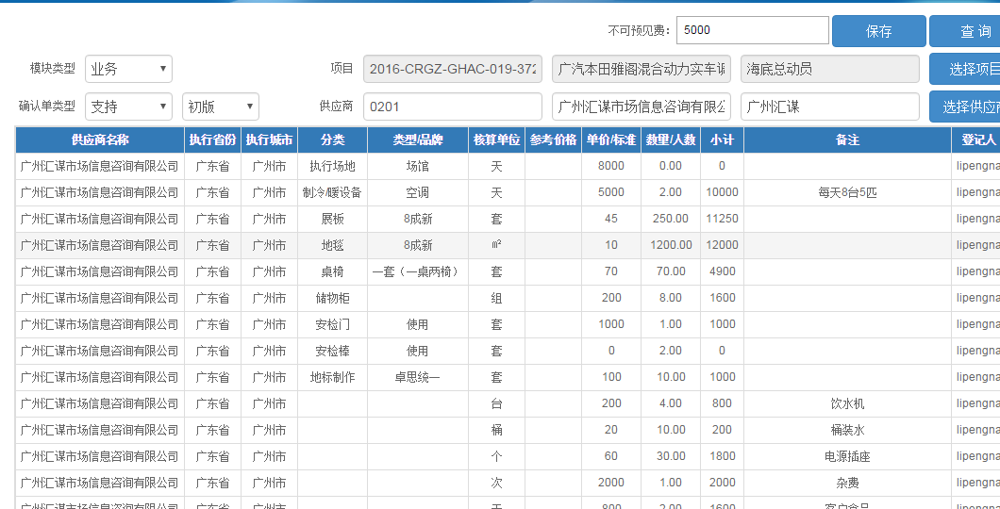 不可预见费: 5000 保存 查 询
模块类型 业务 项目 2016-CRGZ-GHAC-019-372 广汽本田雅阁混合动力实车 海底总动员 选择项目
确认单类型 支持 初版 供应商 0201 广州汇谋市场信息咨询有限公 广州汇谋 选择供应商
供应商名称 执行省份 执行城市 分类 类型/品牌 核算单位 参考价格 单价/标准 数量/人数 小计 备注 登记人
广州汇谋市场信息咨询有限公司 广东省 广州市 执行场地 场馆 天 8000 0.00 0 lipengna
广州汇谋市场信息咨询有限公司 广东省 广州市 制冷/暖设备 空调 天 5000 2.00 10000 每天8台5匹 lipengna
广州汇谋市场信息咨询有限公司 广东省 广州市 展板 8成新 套 45 250.00 11250 lipengna
广州汇谋市场信息咨询有限公司 广东省 广州市 地毯 8成新 ㎡ 10 1200.00 12000 lipengna
广州汇谋市场信息咨询有限公司 广东省 广州市 桌椅 一套（一桌两椅） 套 70 70.00 4900 lipengna
广州汇谋市场信息咨询有限公司 广东省 广州市 储物柜 组 200 8.00 1600 lipengna
广州汇谋市场信息咨询有限公司 广东省 广州市 安检门 使用 套 1000 1.00 1000 lipengna
广州汇谋市场信息咨询有限公司 广东省 广州市 安检棒 使用 套 0 2.00 0 lipengna
广州汇谋市场信息咨询有限公司 广东省 广州市 地标制作 卓思统一 套 100 10.00 1000 lipengna
广州汇谋市场信息咨询有限公司 广东省 广州市 台 200 4.00 800 饮水机 lipengna
广州汇谋市场信息咨询有限公司 广东省 广州市 桶 20 10.00 200 桶装水 lipengna
广州汇谋市场信息咨询有限公司 广东省 广州市 个 60 30.00 1800 电源插座 lipengna
广州汇谋市场信息咨询有限公司 广东省 广州市 次 2000 1.00 2000 杂费 lipengna
广州汇谋市场信息咨询有限公司 广东省 广州市 天 800 2.00 1600 客户食品 lipengna